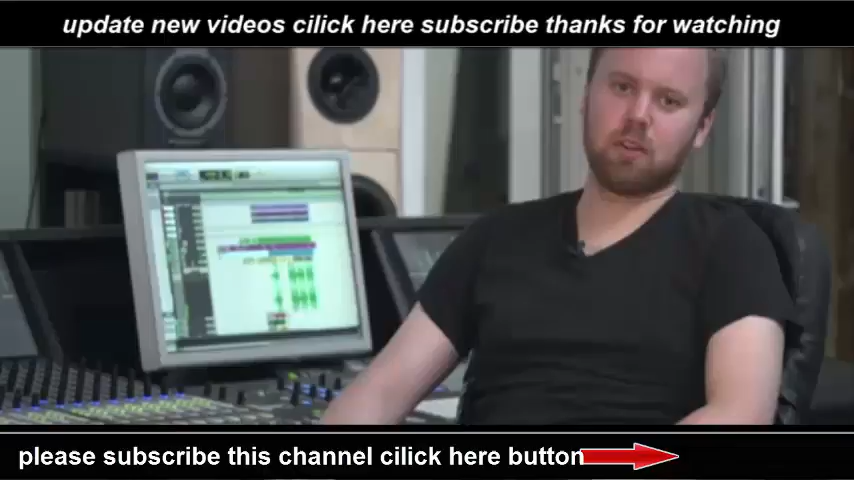 update new videos cilick here subscribe thanks for watching
please subscribe this channel cilick here button